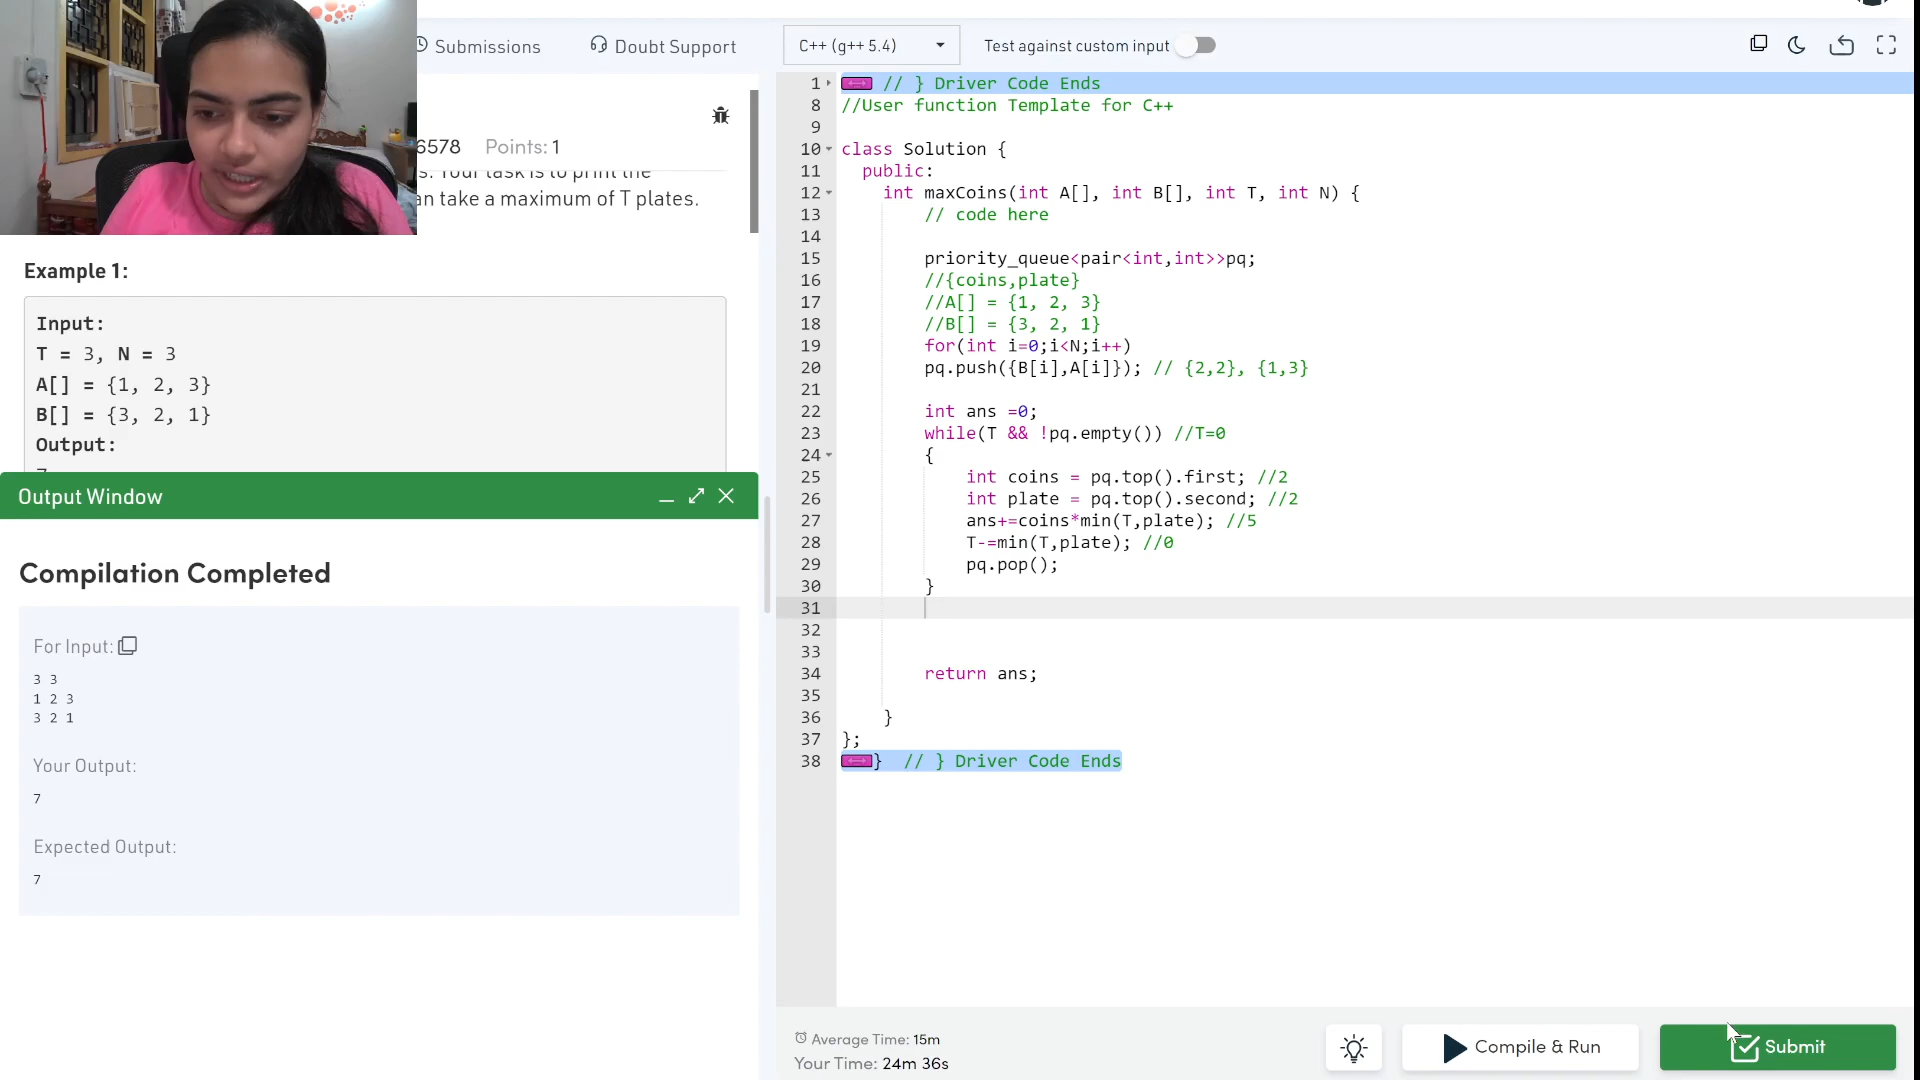 Submissions
Doubt Support
C++ (g++ 5.4)
Test against custom input
6578 Points: 1
s. Your task is to print the
an take a maximum of T plates.
Example 1:
Input:
T = 3, N = 3
A[] = {1, 2, 3}
B[] = {3, 2, 1}
Output:
Output Window
Compilation Completed
For Input:
3 3
1 2 3
3 2 1
Your Output:
7
Expected Output:
7
1 // } Driver Code Ends
8 //User function Template for C++
9
10 class Solution {
11 public:
12 int maxCoins(int A[], int B[], int T, int N) {
13 // code here
14
15 priority_queue<pair<int,int>>pq;
16 //{coins,plate}
17 //A[] = {1, 2, 3}
18 //B[] = {3, 2, 1}
19 for(int i=0;i<N;i++)
20 pq.push({B[i],A[i]}); // {2,2}, {1,3}
21
22 int ans =0;
23 while(T && !pq.empty()) //T=0
24 {
25 int coins = pq.top().first; //2
26 int plate = pq.top().second; //2
27 ans+=coins*min(T,plate); //5
28 T-=min(T,plate); //0
29 pq.pop();
30 }
31
32
33
34 return ans;
35
36 }
37 };
38 } // } Driver Code Ends
Average Time: 15m
Your Time: 24m 36s
Compile & Run
Submit